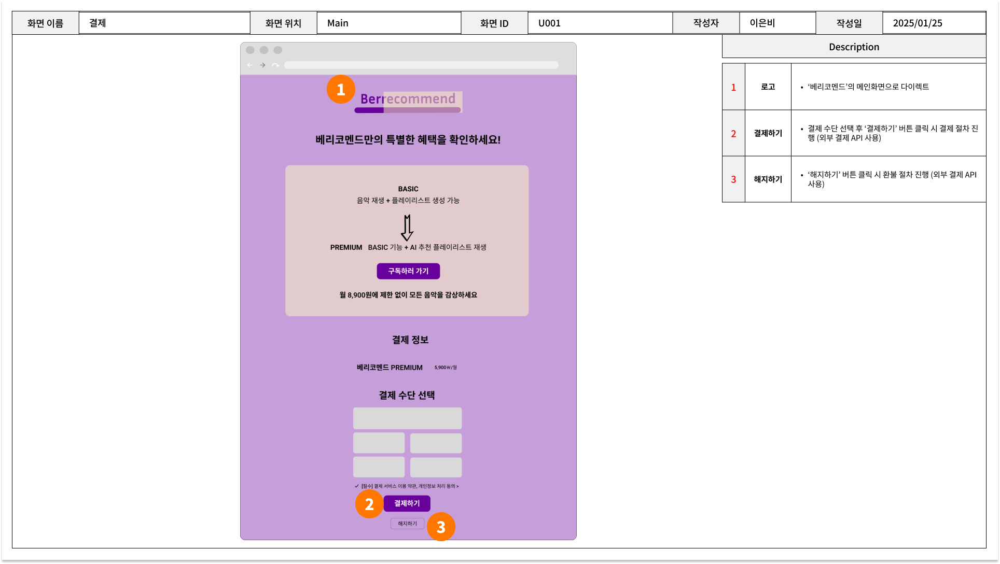 화면 이름 결제 화면 위치 Main 화면 ID U001 작성자 이은비 작성일 2025/01/25
Description
1 로고 • ‘베리코멘드’의 메인화면으로 다이렉트
2 결제하기 • 결제 수단 선택 후 ‘결제하기’ 버튼 클릭 시 결제 절차 진
행 (외부 결제 API 사용)
3 해지하기 • ‘해지하기’ 버튼 클릭 시 환불 절차 진행 (외부 결제 API
사용)
1
Berrecommend
베리코멘드만의 특별한 혜택을 확인하세요!
BASIC
음악 재생 + 플레이리스트 생성 가능
PREMIUM BASIC 기능 + AI 추천 플레이리스트 재생
구독하러 가기
월 8,900원에 제한 없이 모든 음악을 감상하세요
결제 정보
베리코멘드 PREMIUM 5,900₩/월
결제 수단 선택
✓ [필수] 결제 서비스 이용 약관, 개인정보 처리 동의 >
2 결제하기
해지하기 3